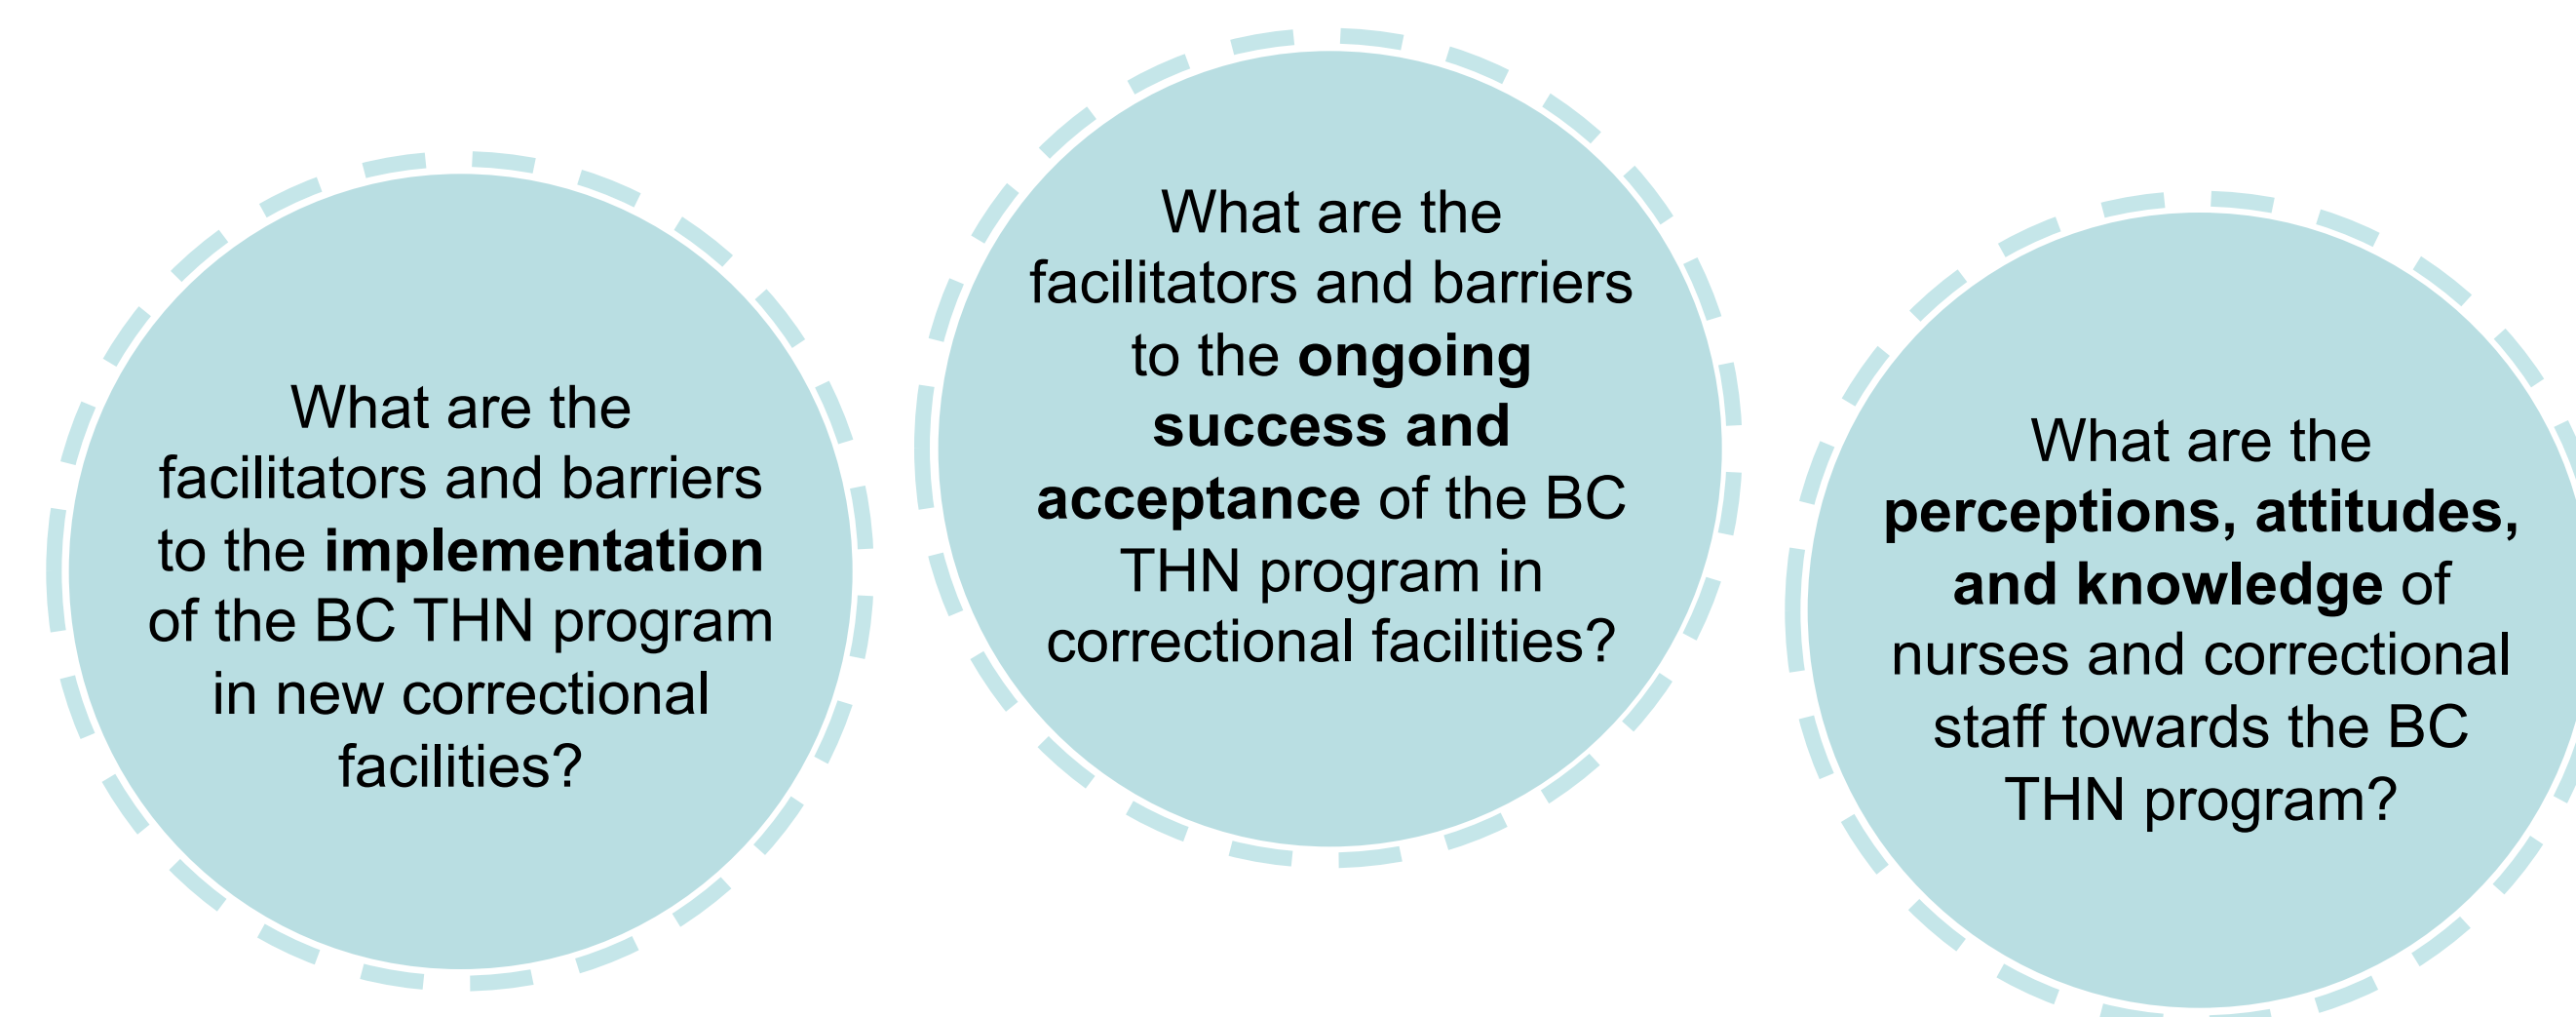 What are the
facilitators and barriers
to the implementation
of the BC THN program
in new correctional
facilities?
What are the
facilitators and barriers
to the ongoing
success and
acceptance of the BC
THN program in
correctional facilities?
What are the
perceptions, attitudes,
and knowledge of
nurses and correctional
staff towards the BC
THN program?